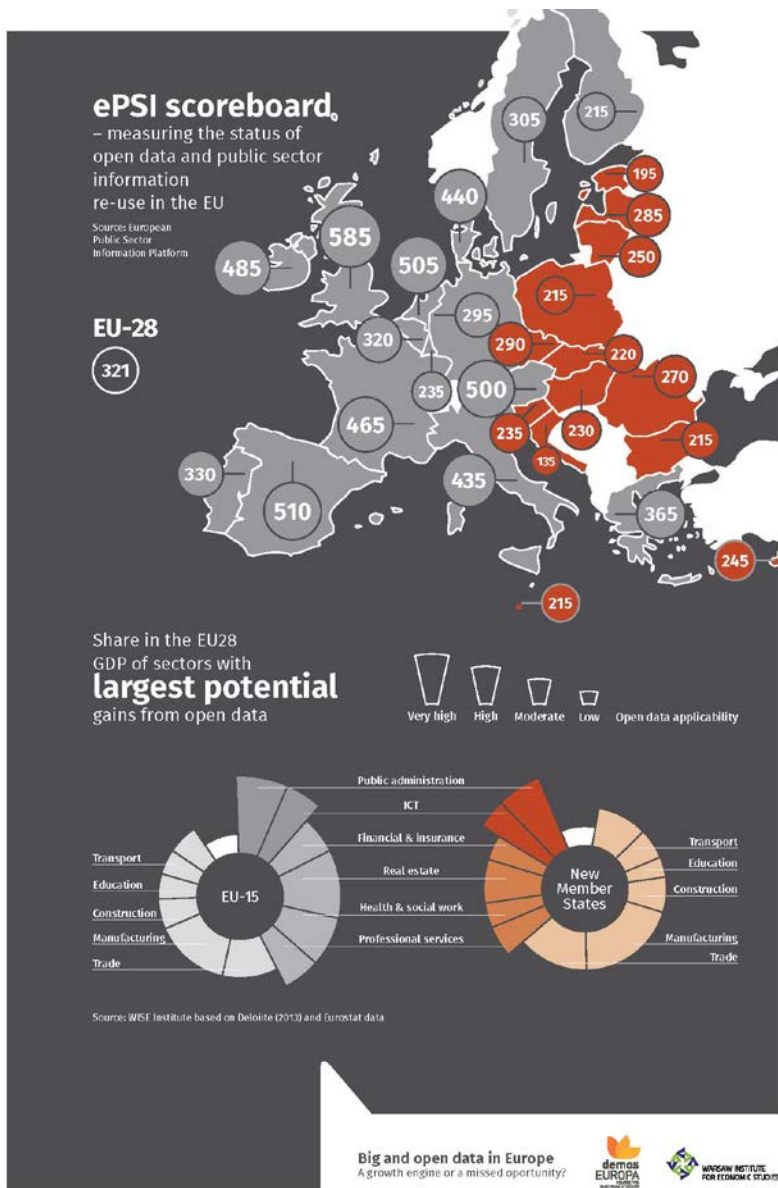 ePSI scoreboard
– measuring the status of
open data and public sector
information
re-use in the EU
Source: European
Public Sector
Information Platform
EU-28
321
305
215
195
440
285
585
250
505
485
295
215
320
290
220
270
235
500
465
235
230
215
135
330
435
510
365
245
215
Share in the EU28
GDP of sectors with
largest potential
gains from open data
Very high
High
Moderate
Low
Open data applicability
Public administration
ICT
Financial & insurance
Real estate
Health & social work
Professional services
Transport
Education
Construction
Manufacturing
Trade
EU-15
New
Member
States
Transport
Education
Construction
Manufacturing
Trade
Source: WISE Institute based on Deloiite (2013) and Eurostat data
Big and open data in Europe
A growth engine or a missed oportunity?
demos
EUROPA
WARSAW INSTITUTE
FOR ECONOMIC STUDIES